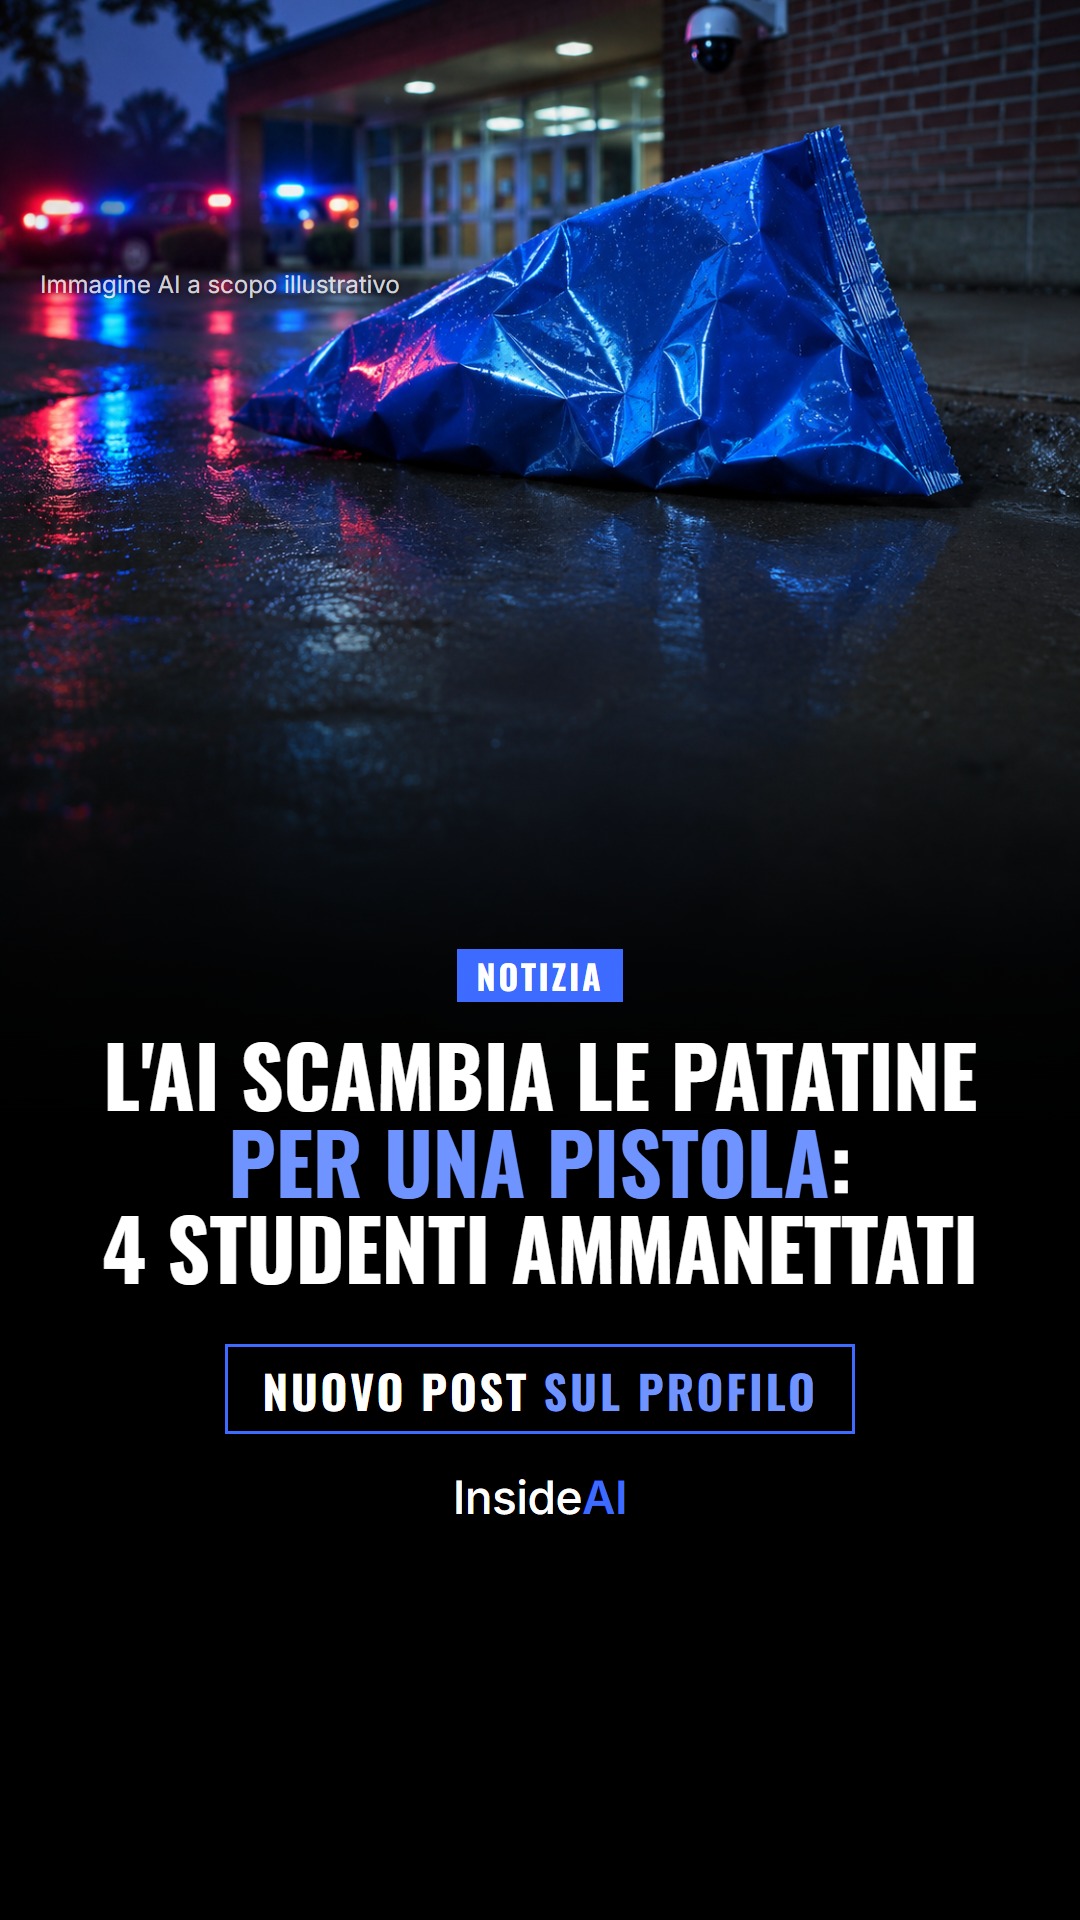 Immagine AI a scopo illustrativo
NOTIZIA
L'AI SCAMBIA LE PATATINE
PER UNA PISTOLA:
4 STUDENTI AMMANETTATI
NUOVO POST SUL PROFILO
InsideAI